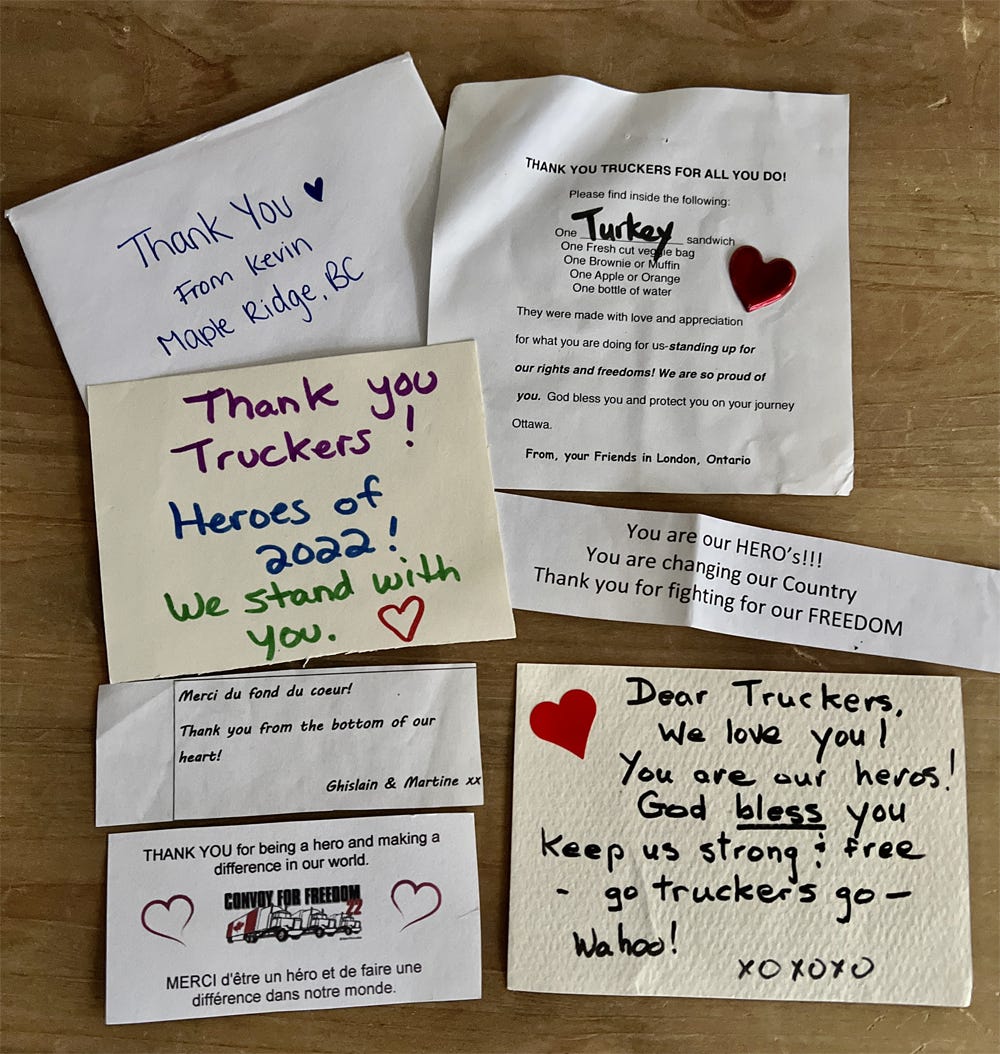 Thank You
From Kevin
Maple Ridge, BC
THANK YOU TRUCKERS FOR ALL YOU DO!
Please find inside the following:
One Turkey sandwich
One Fresh cut veggie bag
One Brownie or Muffin
One Apple or Orange
One bottle of water
They were made with love and appreciation
for what you are doing for us-standing up for
our rights and freedoms! We are so proud of
you. God bless you and protect you on your journey
Ottawa.
From, your Friends in London, Ontario
Thank you
Truckers!
Heroes of
2022!
We stand with
you.
You are our HERO's!!!
You are changing our Country
Thank you for fighting for our FREEDOM
Merci du fond du coeur!
Thank you from the bottom of our
heart!
Ghislain & Martine xx
Dear Truckers,
We love you!
You are our heros!
God bless you
Keep us strong & free
- go trucker's go -
Wahoo!
xoxoxo
THANK YOU for being a hero and making a
difference in our world.
CONVOY FOR FREEDOM
22
MERCI d'être un héro et de faire une
différence dans notre monde.